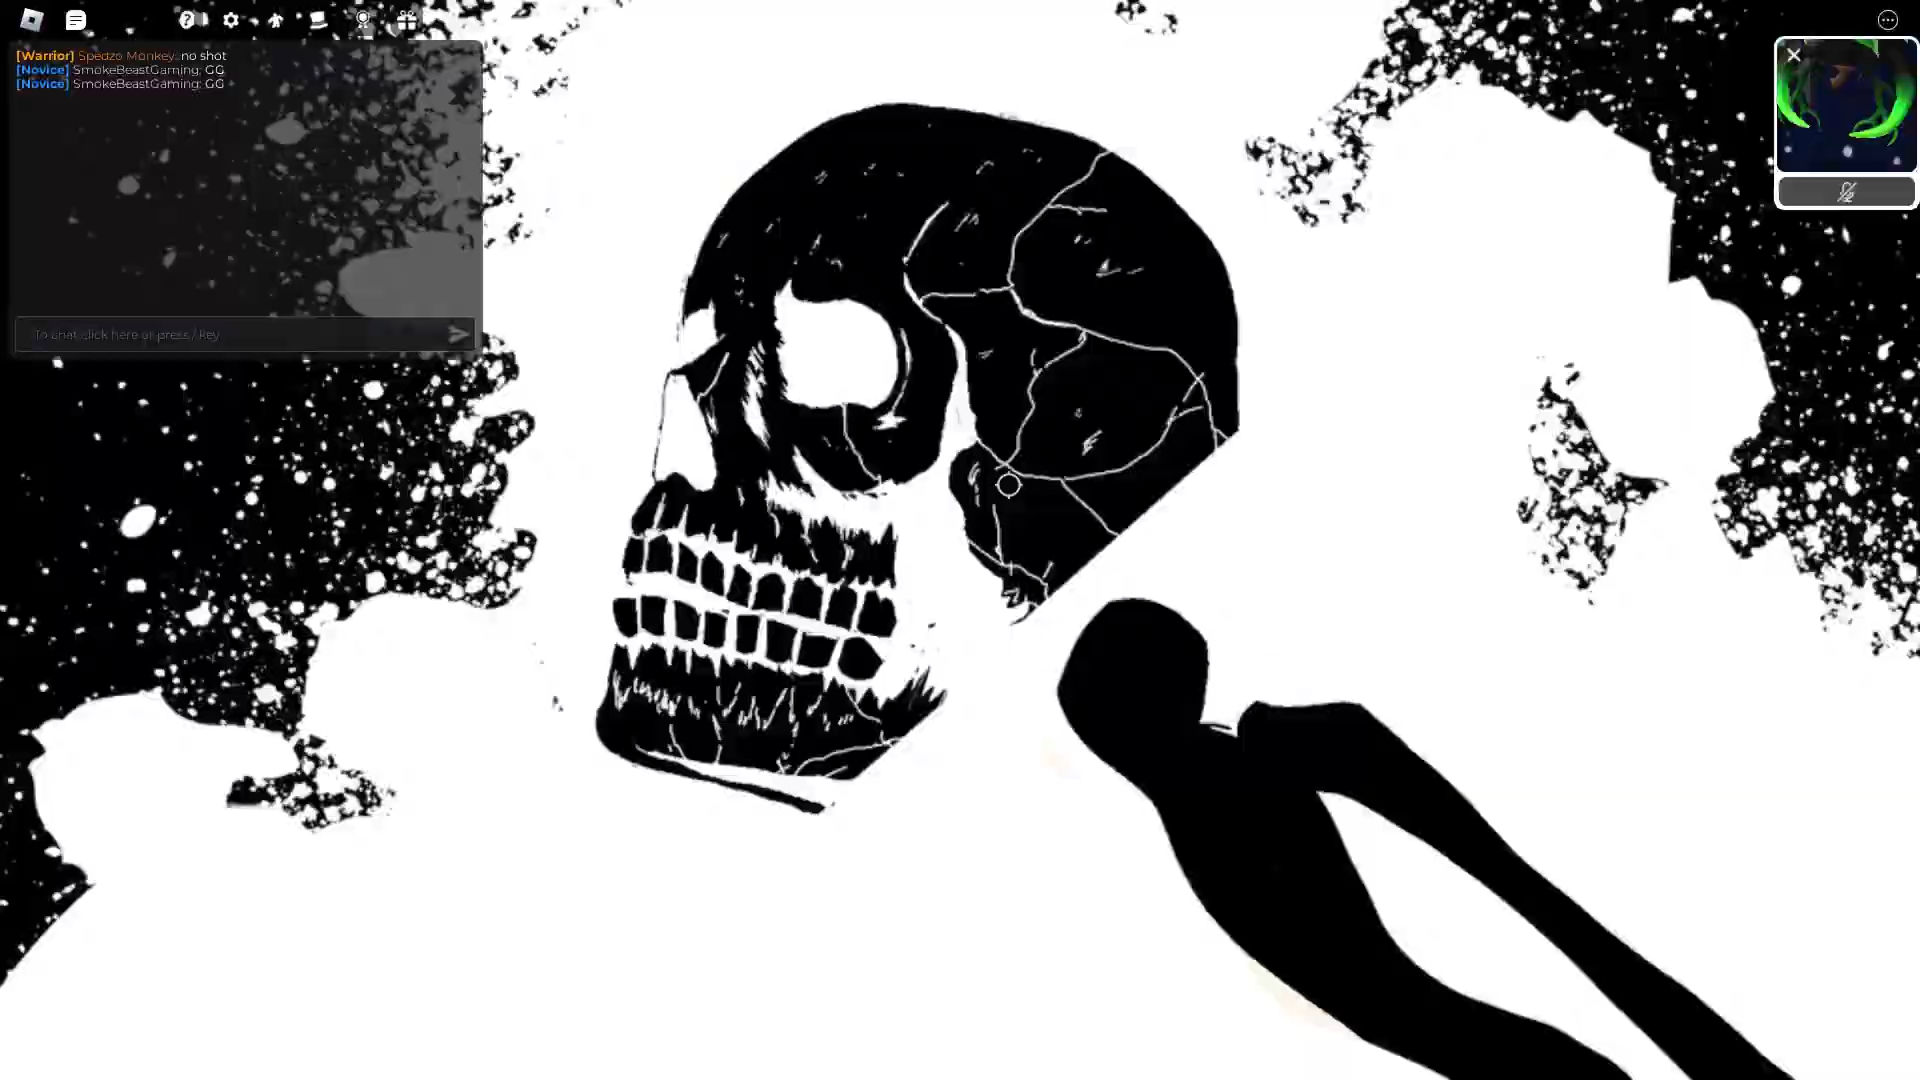 [Warrior] Spedzo Monkey: no shot
[Novice] SmokeBeastGaming: GG
[Novice] SmokeBeastGaming: GG
To chat click here or press / key